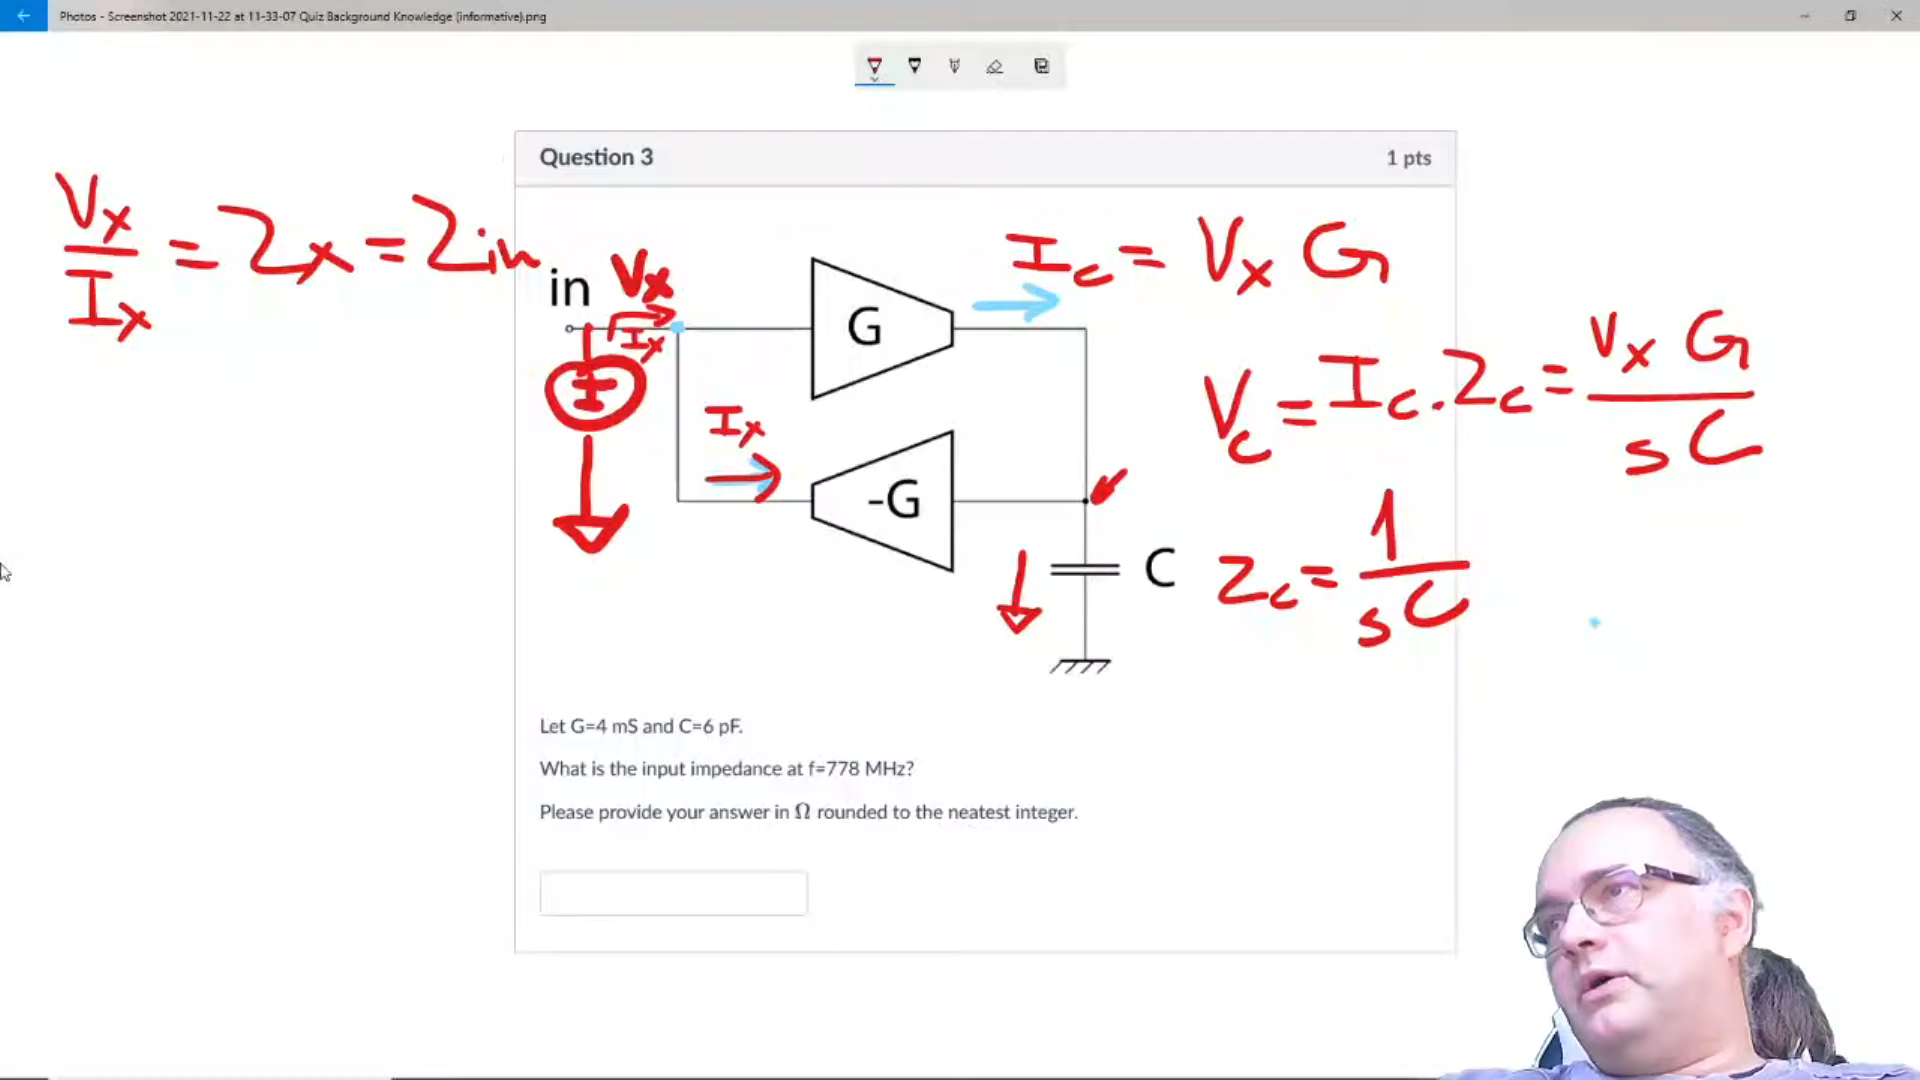 Photos - Screenshot 2021-11-22 at 11-33-07 Quiz Background Knowledge (informative).png
Question 3
1 pts
Vx/Ix = Zx = Zin
in
Vx
Ix
G
Ic = Vx G
Vc = Ic · Zc = Vx G/sC
Ix
-G
C
Zc = 1/sC
Let G=4 mS and C=6 pF.
What is the input impedance at f=778 MHz?
Please provide your answer in Ω rounded to the neatest integer.